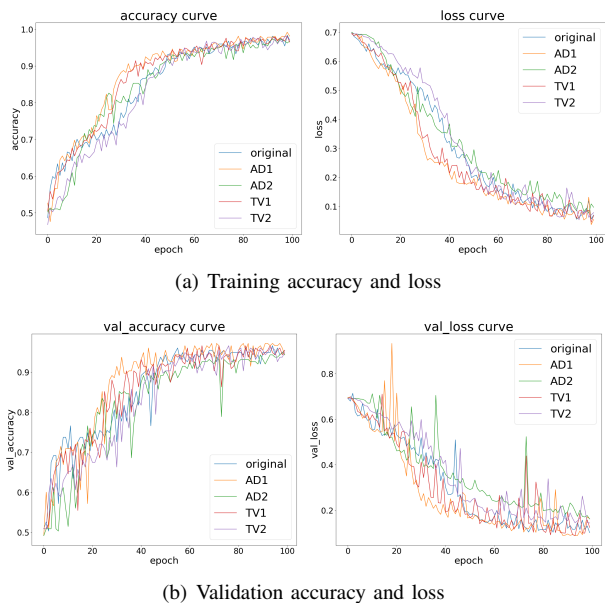 accuracy curve
1.0
0.9
0.8
0.7
0.6
0.5
accuracy
0
20
40
60
80
100
epoch
original
AD1
AD2
TV1
TV2
loss curve
0.7
0.6
0.5
0.4
0.3
0.2
0.1
loss
0
20
40
60
80
100
epoch
original
AD1
AD2
TV1
TV2
(a) Training accuracy and loss
val_accuracy curve
0.9
0.8
0.7
0.6
0.5
val_accuracy
0
20
40
60
80
100
epoch
original
AD1
AD2
TV1
TV2
val_loss curve
0.8
0.6
0.4
0.2
val_loss
0
20
40
60
80
100
epoch
original
AD1
AD2
TV1
TV2
(b) Validation accuracy and loss